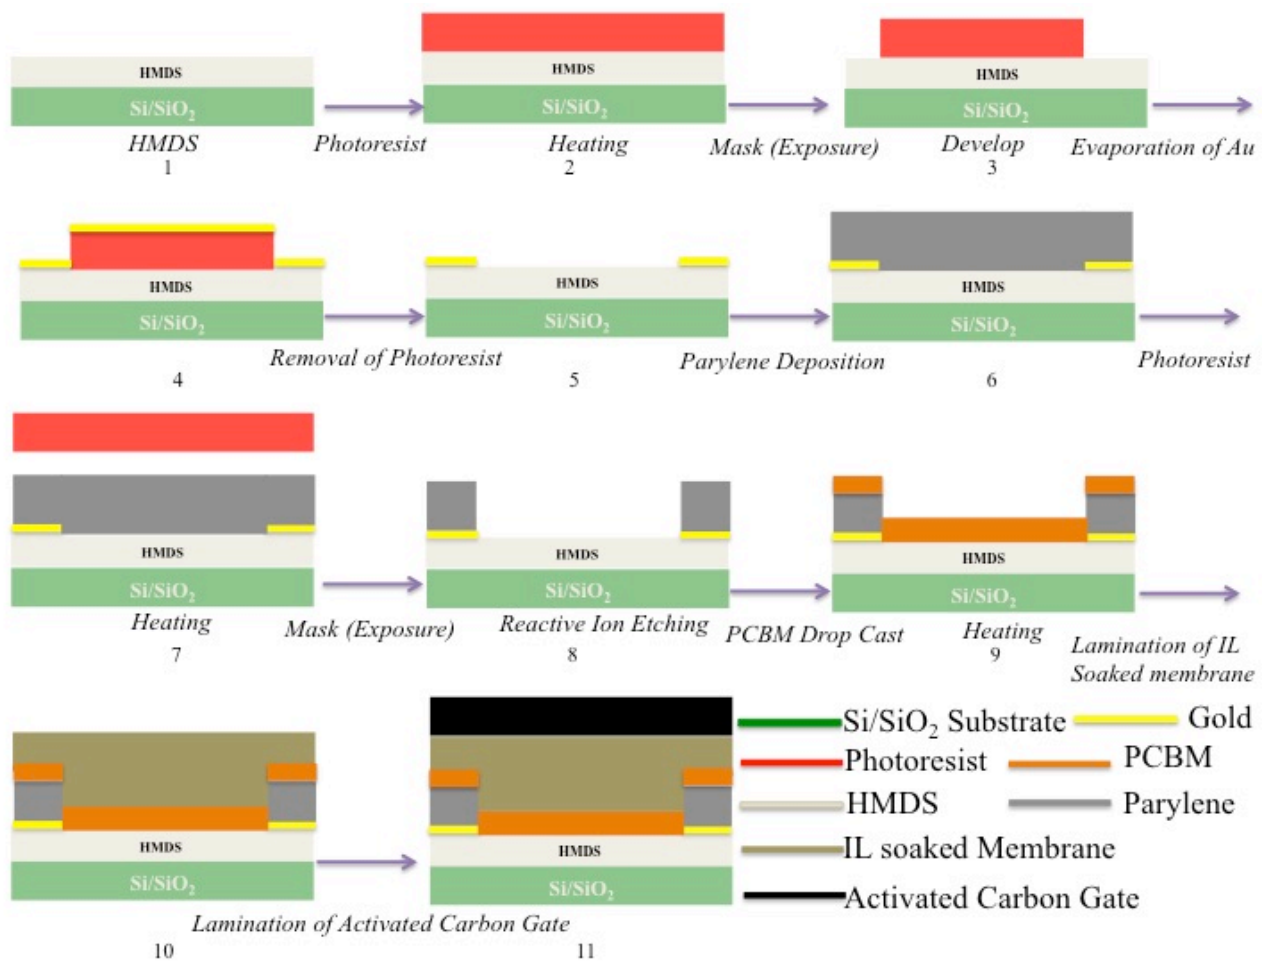 HMDS
Si/SiO2
HMDS
1
Photoresist
HMDS
Si/SiO2
Heating
2
Mask (Exposure)
HMDS
Si/SiO2
Develop
3
Evaporation of Au
HMDS
Si/SiO2
4
Removal of Photoresist
HMDS
Si/SiO2
5
Parylene Deposition
HMDS
Si/SiO2
6
Photoresist
HMDS
Si/SiO2
Heating
7
Mask (Exposure)
HMDS
Si/SiO2
Reactive Ion Etching
8
PCBM Drop Cast
HMDS
Si/SiO2
Heating
9
Lamination of IL
Soaked membrane
HMDS
Si/SiO2
10
Lamination of Activated Carbon Gate
HMDS
Si/SiO2
11
Si/SiO2 Substrate
Gold
Photoresist
PCBM
HMDS
Parylene
IL soaked Membrane
Activated Carbon Gate